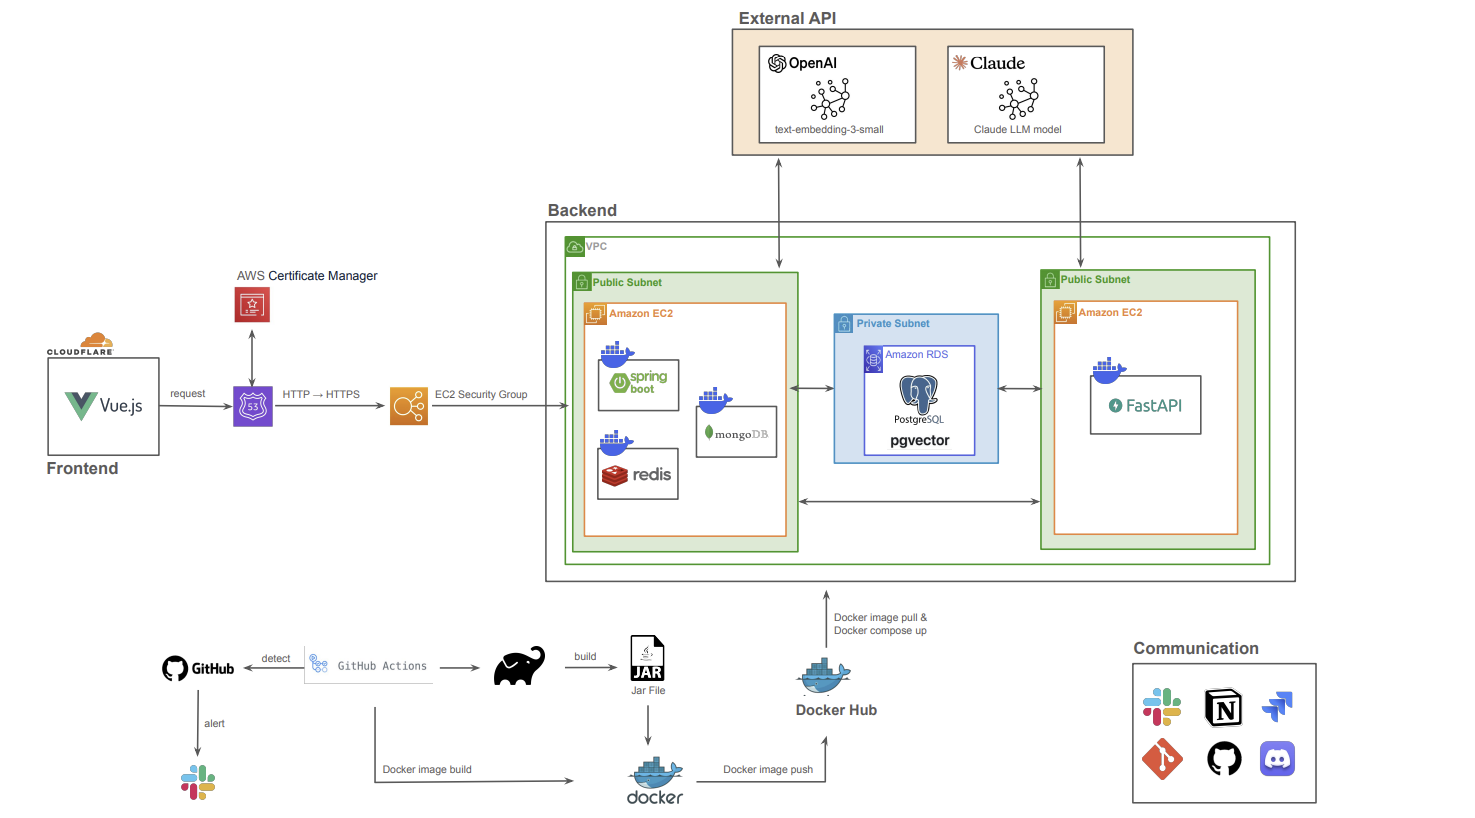 External API
OpenAI
text-embedding-3-small
Claude
Claude LLM model
Backend
VPC
Public Subnet
Amazon EC2
spring
boot
mongoDB
redis
Private Subnet
Amazon RDS
PostgreSQL
pgvector
Public Subnet
Amazon EC2
FastAPI
AWS Certificate Manager
CLOUDFLARE
Vue.js
Frontend
request
53
HTTP → HTTPS
EC2 Security Group
GitHub
detect
GitHub Actions
build
JAR
Jar File
alert
Docker image build
docker
Docker image push
Docker Hub
Docker image pull &
Docker compose up
Communication
N